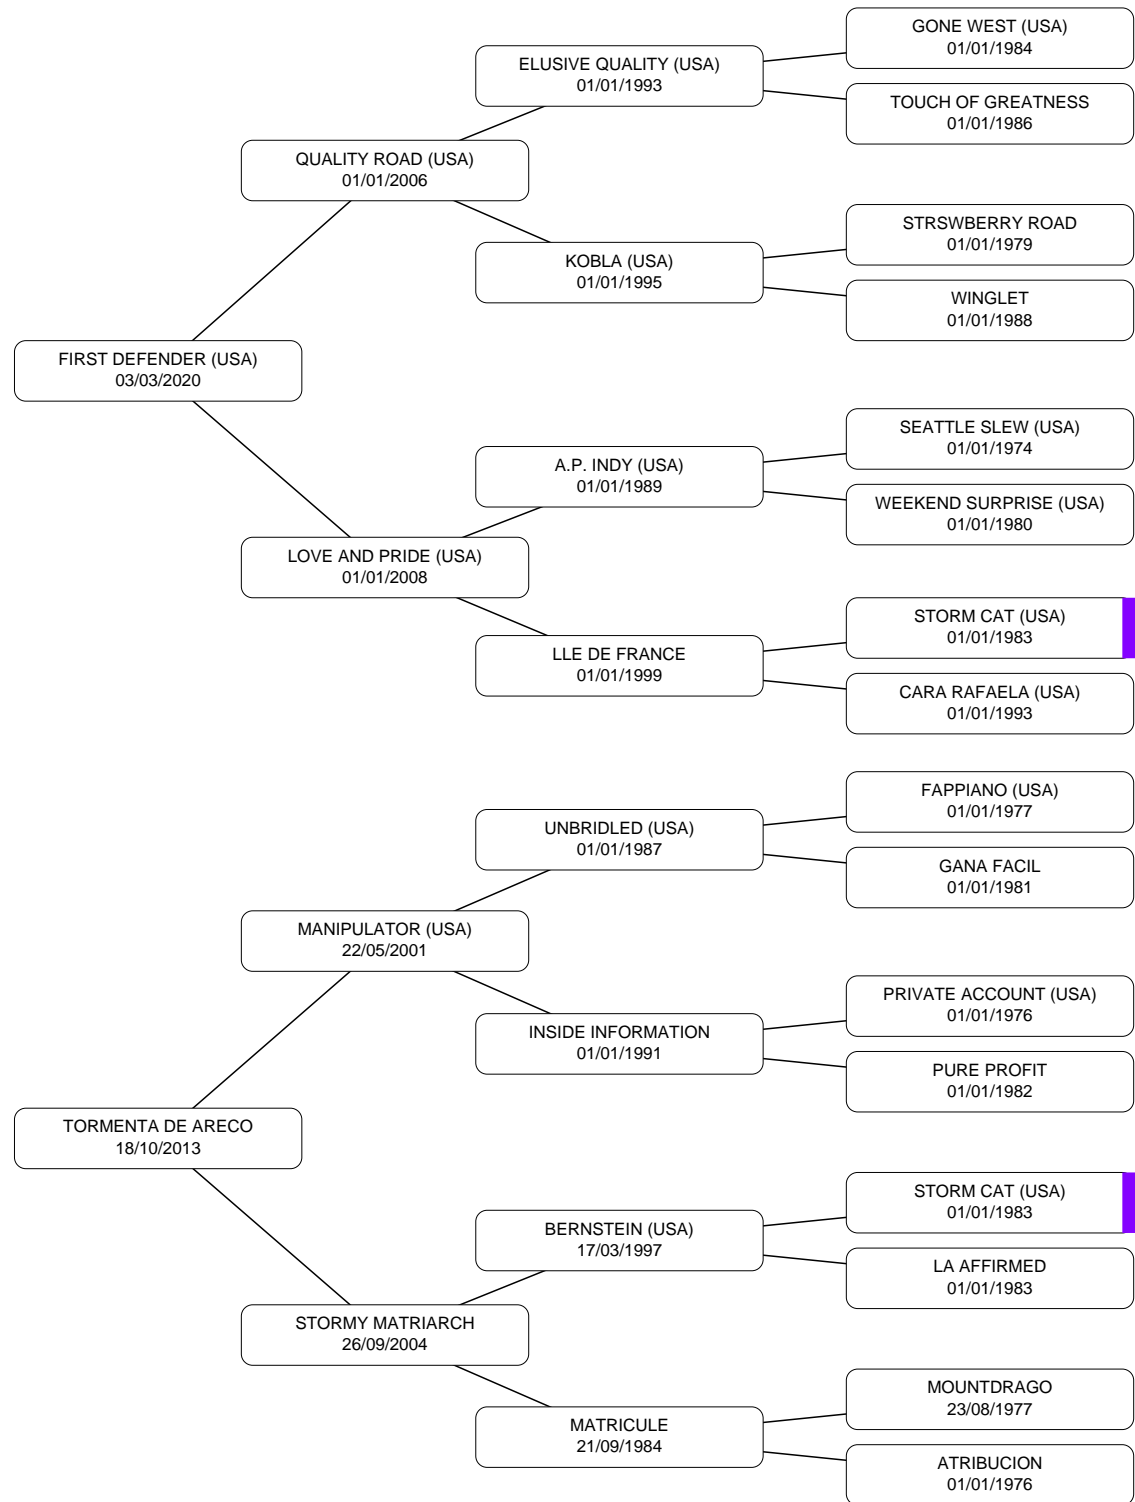 GONE WEST (USA)
01/01/1984
ELUSIVE QUALITY (USA)
01/01/1993
TOUCH OF GREATNESS
01/01/1986
QUALITY ROAD (USA)
01/01/2006
STRSWBERRY ROAD
01/01/1979
KOBLA (USA)
01/01/1995
WINGLET
01/01/1988
FIRST DEFENDER (USA)
03/03/2020
SEATTLE SLEW (USA)
01/01/1974
A.P. INDY (USA)
01/01/1989
WEEKEND SURPRISE (USA)
01/01/1980
LOVE AND PRIDE (USA)
01/01/2008
STORM CAT (USA)
01/01/1983
LLE DE FRANCE
01/01/1999
CARA RAFAELA (USA)
01/01/1993
FAPPIANO (USA)
01/01/1977
UNBRIDLED (USA)
01/01/1987
GANA FACIL
01/01/1981
MANIPULATOR (USA)
22/05/2001
PRIVATE ACCOUNT (USA)
01/01/1976
INSIDE INFORMATION
01/01/1991
PURE PROFIT
01/01/1982
TORMENTA DE ARECO
18/10/2013
STORM CAT (USA)
01/01/1983
BERNSTEIN (USA)
17/03/1997
LA AFFIRMED
01/01/1983
STORMY MATRIARCH
26/09/2004
MOUNTDRAGO
23/08/1977
MATRICULE
21/09/1984
ATRIBUCION
01/01/1976